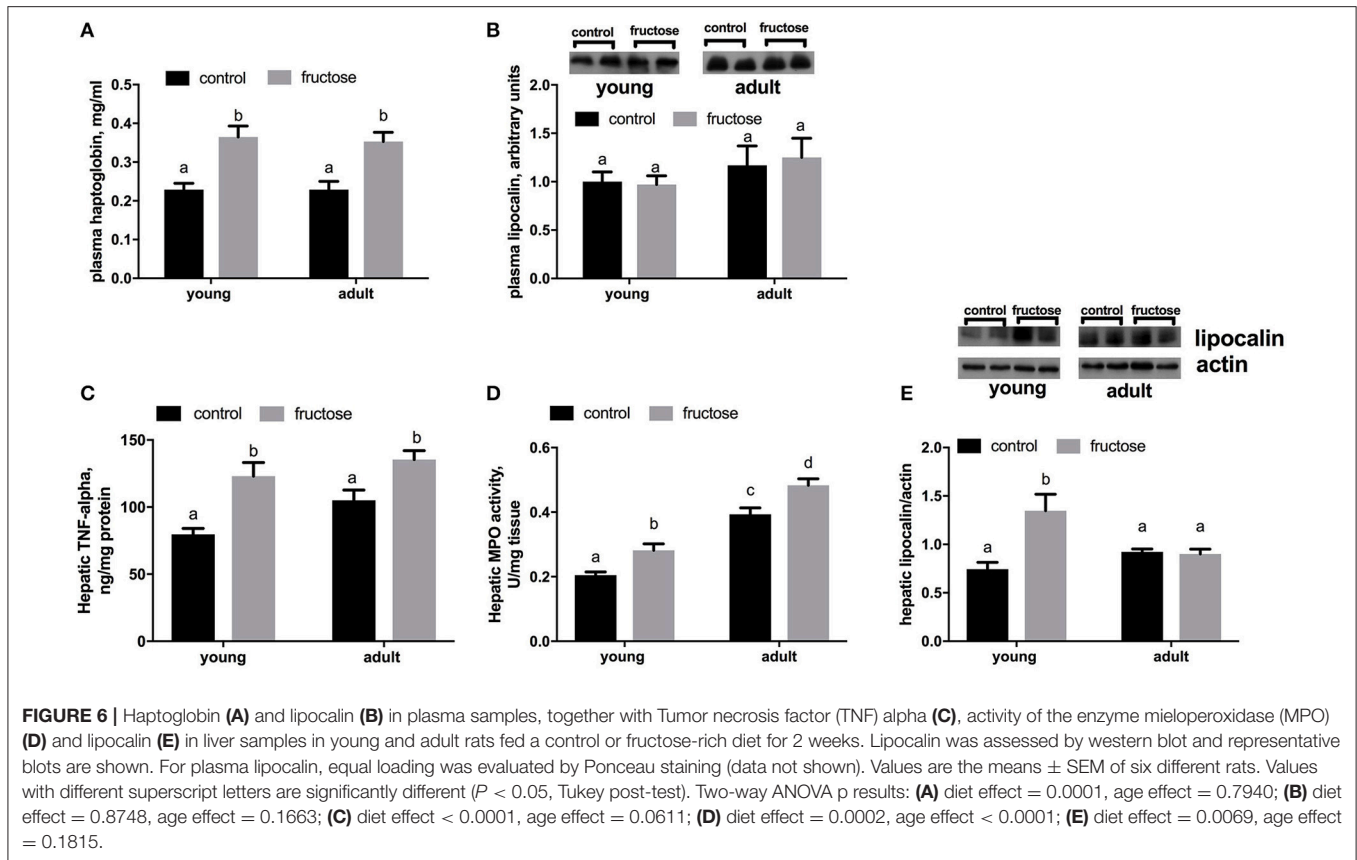 A
control fructose
plasma haptoglobin, mg/ml
0.5
0.4
0.3
0.2
0.1
0.0
a b a b
young adult
B
control fructose control fructose
young adult
control fructose
plasma lipocalin, arbitrary units
2.0
1.5
1.0
0.5
0.0
a a a a
young adult
C
control fructose
Hepatic TNF-alpha,
ng/mg protein
150
100
50
0
a b a b
young adult
D
control fructose
Hepatic MPO activity,
U/mg tissue
0.6
0.4
0.2
0.0
a b c d
young adult
control fructose control fructose
lipocalin
actin
young adult
E
control fructose
hepatic lipocalin/actin
2.0
1.5
1.0
0.5
0.0
a b a a
young adult
FIGURE 6 | Haptoglobin (A) and lipocalin (B) in plasma samples, together with Tumor necrosis factor (TNF) alpha (C), activity of the enzyme mieloperoxidase (MPO)
(D) and lipocalin (E) in liver samples in young and adult rats fed a control or fructose-rich diet for 2 weeks. Lipocalin was assessed by western blot and representative
blots are shown. For plasma lipocalin, equal loading was evaluated by Ponceau staining (data not shown). Values are the means ± SEM of six different rats. Values
with different superscript letters are significantly different (P < 0.05, Tukey post-test). Two-way ANOVA p results: (A) diet effect = 0.0001, age effect = 0.7940; (B) diet
effect = 0.8748, age effect = 0.1663; (C) diet effect < 0.0001, age effect = 0.0611; (D) diet effect = 0.0002, age effect < 0.0001; (E) diet effect = 0.0069, age effect
= 0.1815.